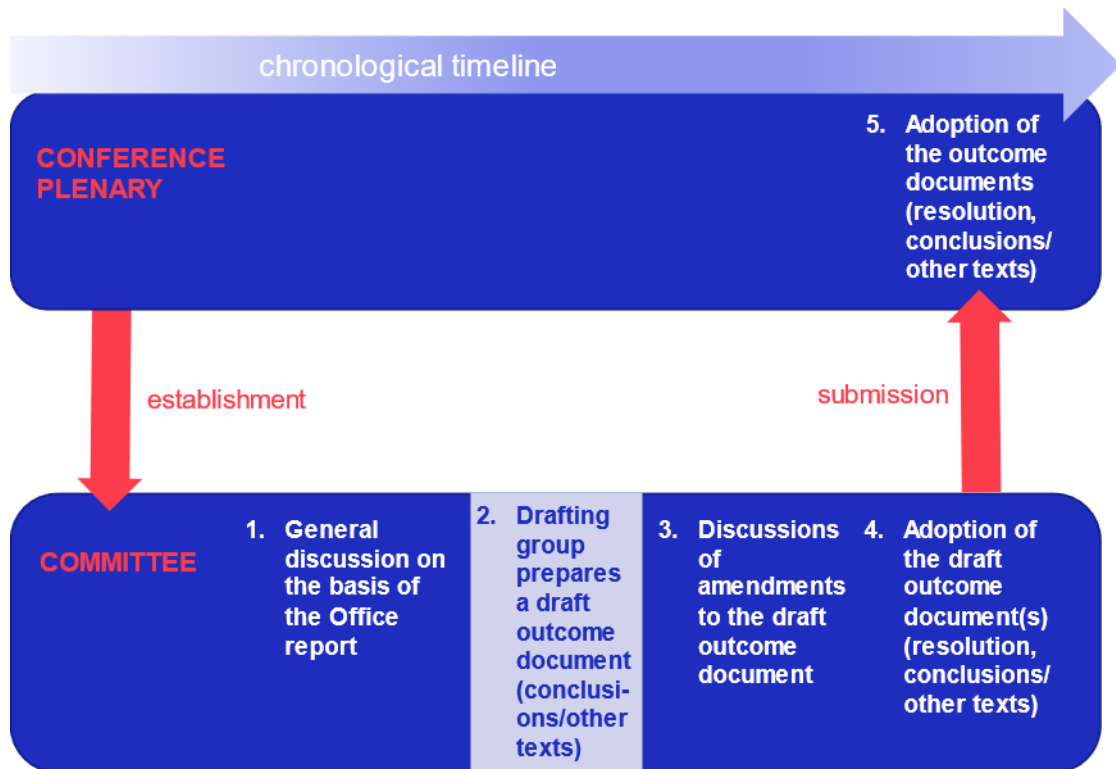 chronological timeline
CONFERENCE
PLENARY
5. Adoption of
the outcome
documents
(resolution,
conclusions/
other texts)
establishment
submission
COMMITTEE
1. General
discussion on
the basis of
the Office
report
2. Drafting
group
prepares
a draft
outcome
document
(conclusi-
ons/other
texts)
3. Discussions
of
amendments
to the draft
outcome
document
4. Adoption of
the draft
outcome
document(s)
(resolution,
conclusions/
other texts)